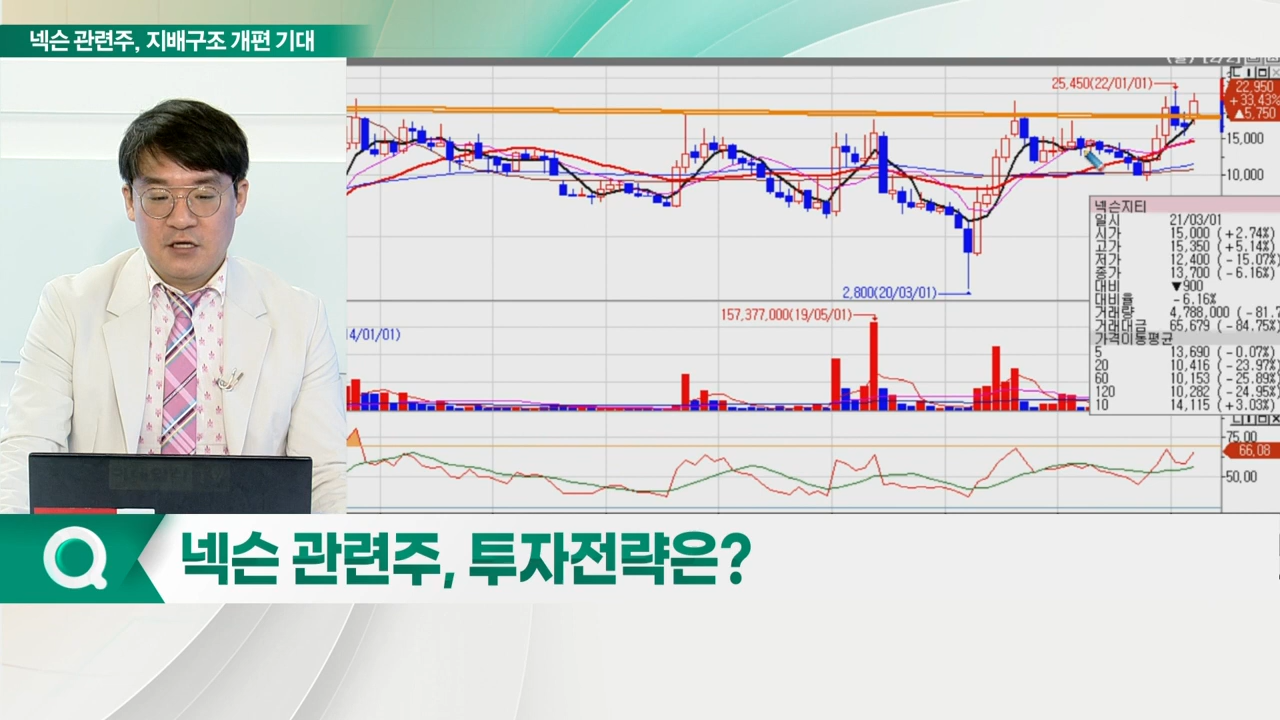 넥슨 관련주, 지배구조 개편 기대
25,450(22/01/01)
22,950
+33,43%
▲5,750
15,000
10,000
넥슨지티
일시 21/03/01
시가 15,000 (+2.74%)
고가 15,350 (+5.14%)
저가 12,400 (-15.07%)
종가 13,700 (-6.16%)
대비 ▼900
대비율 -6.16%
거래량 4,788,000 (-81.7
거래대금 65,679 (-84.75%)
가격이동평균
5 13,690 (-0.07%)
20 10,416 (-23.97%)
60 10,153 (-25.89%)
120 10,282 (-24.95%)
10 14,115 (+3.03%)
2,800(20/03/01)
157,377,000(19/05/01)
14/01/01)
75,00
66,08
50,00
넥슨 관련주, 투자전략은?